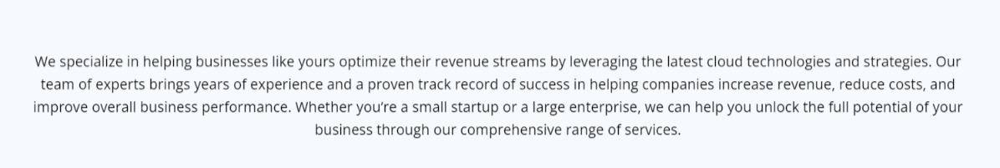 We specialize in helping businesses like yours optimize their revenue streams by leveraging the latest cloud technologies and strategies. Our
team of experts brings years of experience and a proven track record of success in helping companies increase revenue, reduce costs, and
improve overall business performance. Whether you’re a small startup or a large enterprise, we can help you unlock the full potential of your
business through our comprehensive range of services.